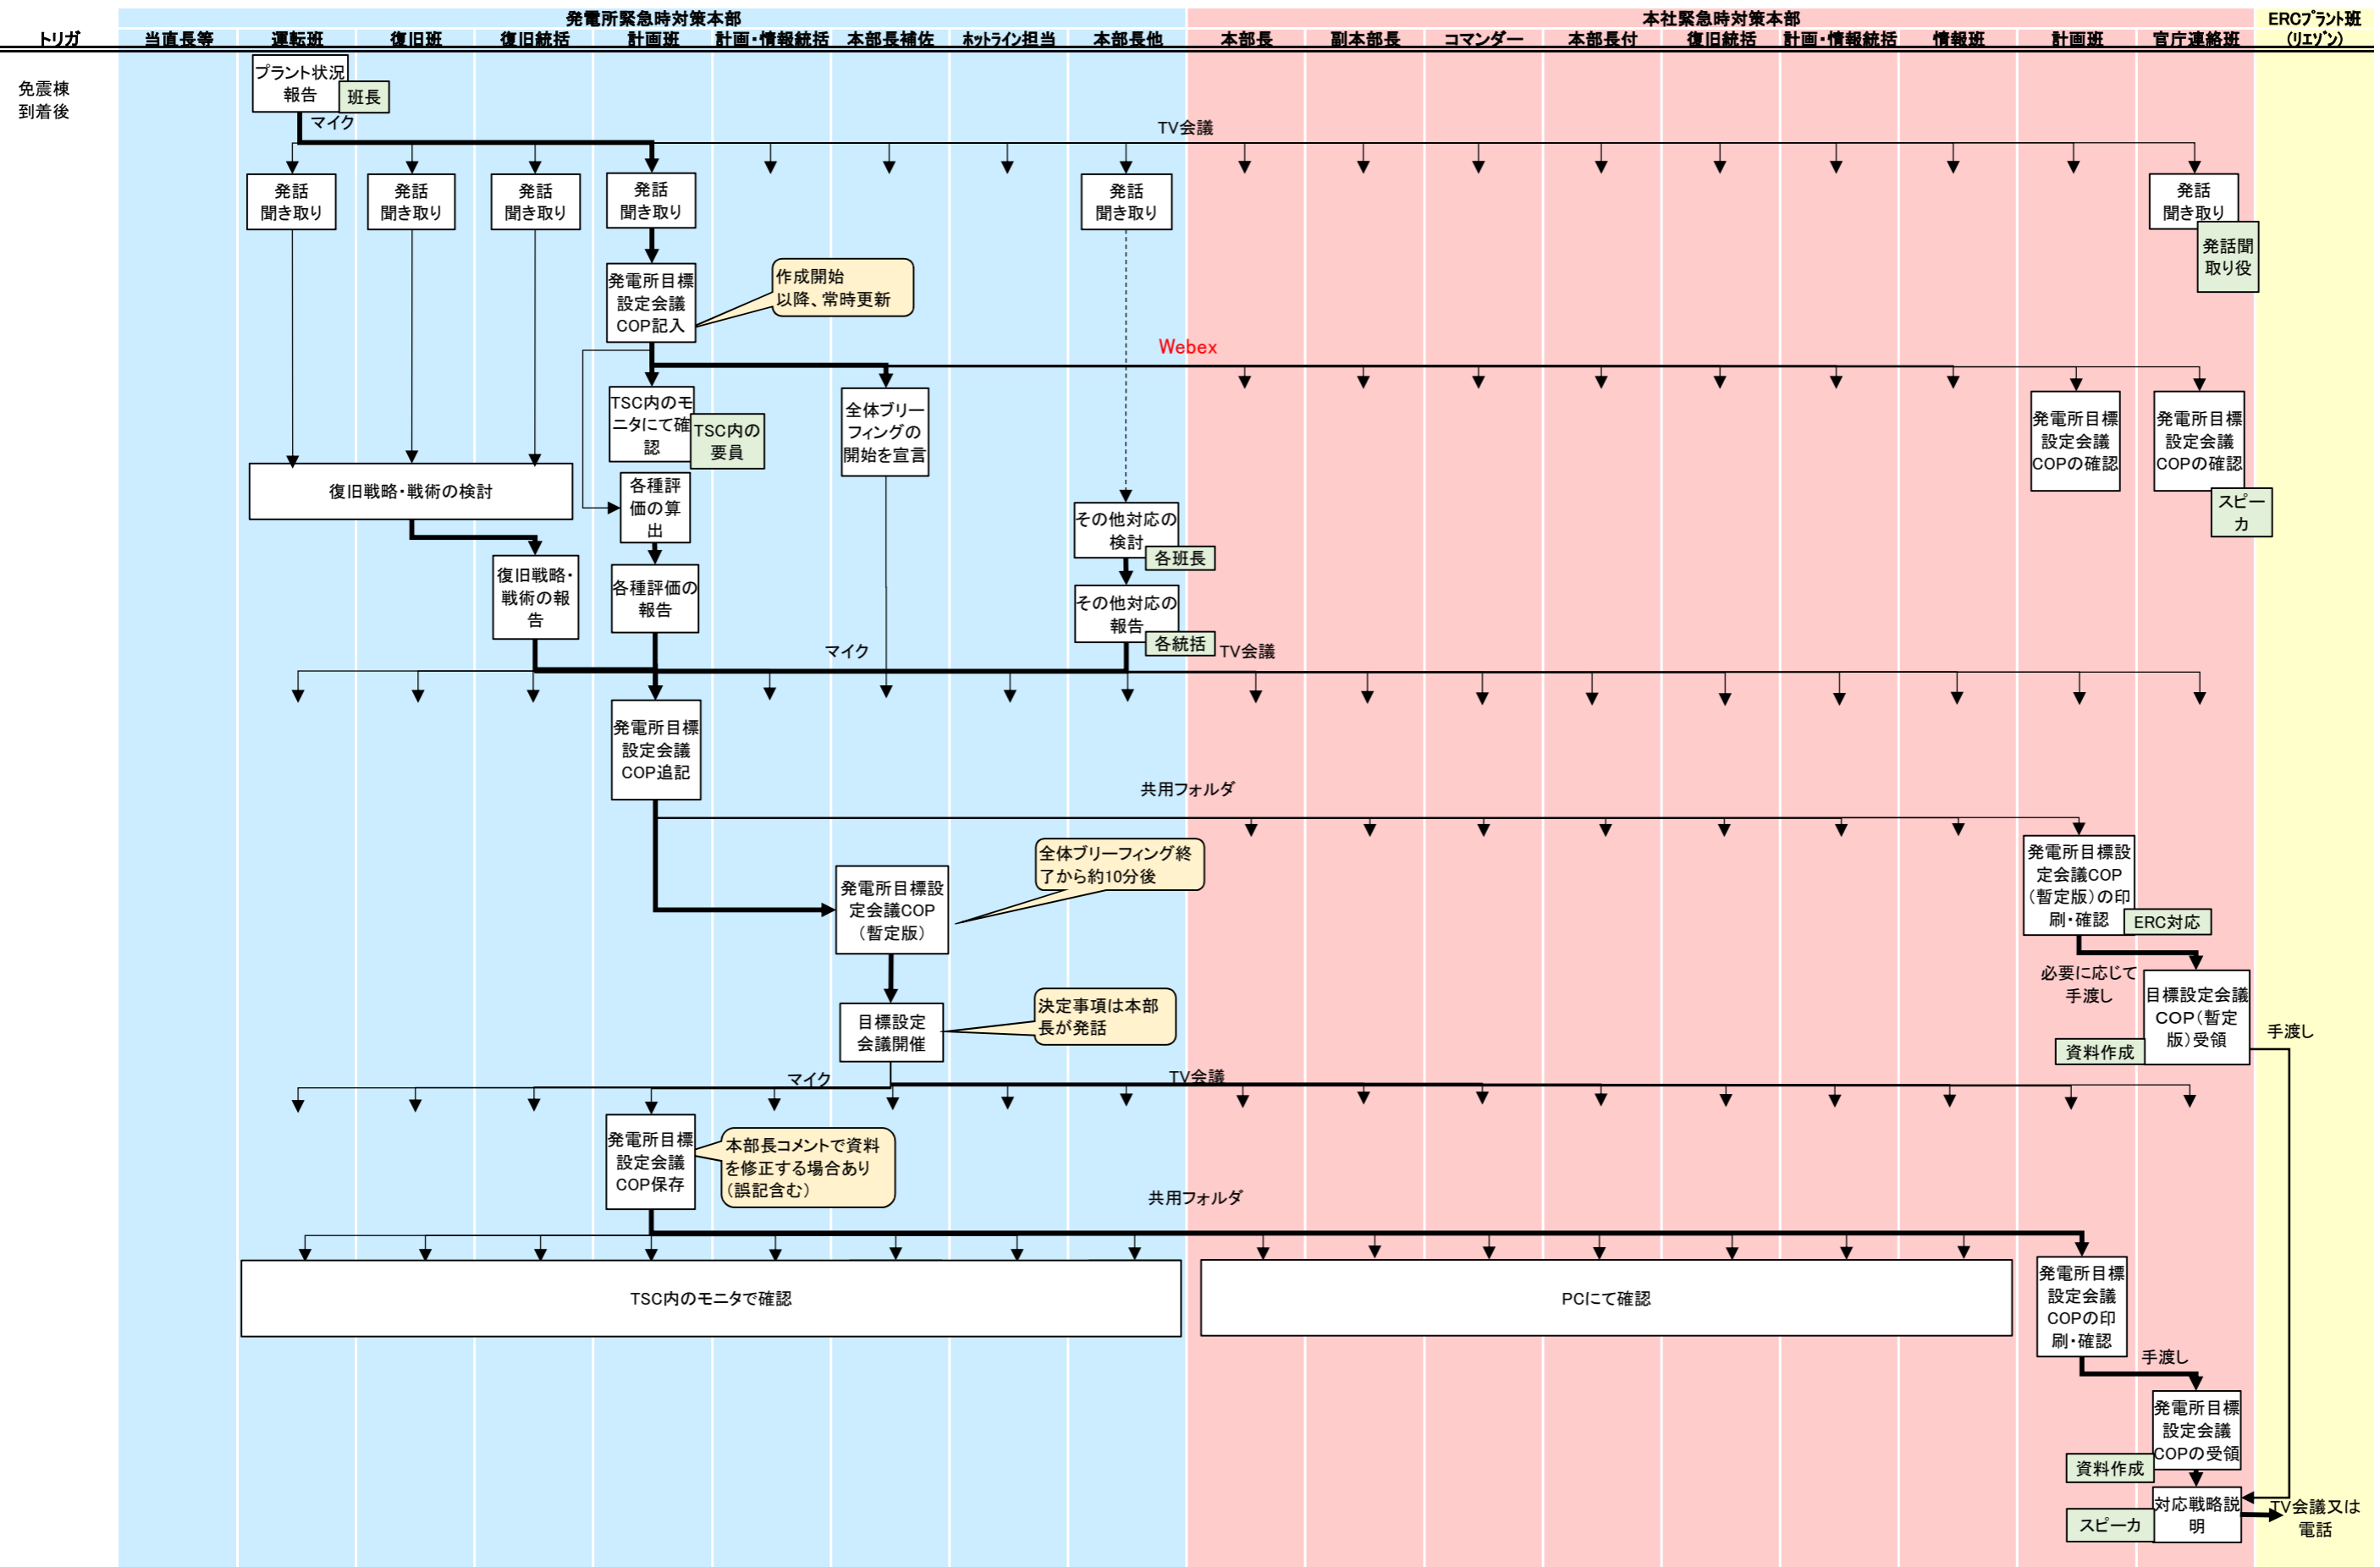 発電所緊急時対策本部
本社緊急時対策本部
ERCプラント班
(リエゾン)
トリガ
当直長等
運転班
復旧班
復旧統括
計画班
計画・情報統括
本部長補佐
ホットライン担当
本部長他
本部長
副本部長
コマンダー
本部長付
復旧統括
計画・情報統括
情報班
計画班
官庁連絡班
免震棟
到着後
プラント状況
報告
班長
マイク
TV会議
発話
聞き取り
発話
聞き取り
発話
聞き取り
発話
聞き取り
発話
聞き取り
発話
聞き取り
発話聞
取り役
発電所目標
設定会議
COP記入
作成開始
以降、常時更新
Webex
TSC内のモ
ニタにて確
認
TSC内の
要員
全体ブリー
フィングの
開始を宣言
発電所目標
設定会議
COPの確認
発電所目標
設定会議
COPの確認
スピー
カ
復旧戦略・戦術の検討
各種評
価の算
出
その他対応の
検討
各班長
復旧戦略・
戦術の報
告
各種評価の
報告
その他対応の
報告
各統括
マイク
TV会議
発電所目標
設定会議
COP追記
共用フォルダ
全体ブリーフィング終
了から約10分後
発電所目標設
定会議COP
(暫定版)
発電所目標設
定会議COP
(暫定版)の印
刷・確認
ERC対応
必要に応じて
手渡し
目標設定会議
COP(暫定
版)受領
資料作成
手渡し
目標設定
会議開催
決定事項は本部
長が発話
マイク
TV会議
発電所目標
設定会議
COP保存
本部長コメントで資料
を修正する場合あり
(誤記含む)
共用フォルダ
TSC内のモニタで確認
PCにて確認
発電所目標
設定会議
COPの印
刷・確認
手渡し
発電所目標
設定会議
COPの受領
資料作成
対応戦略説
明
スピーカ
TV会議又は
電話